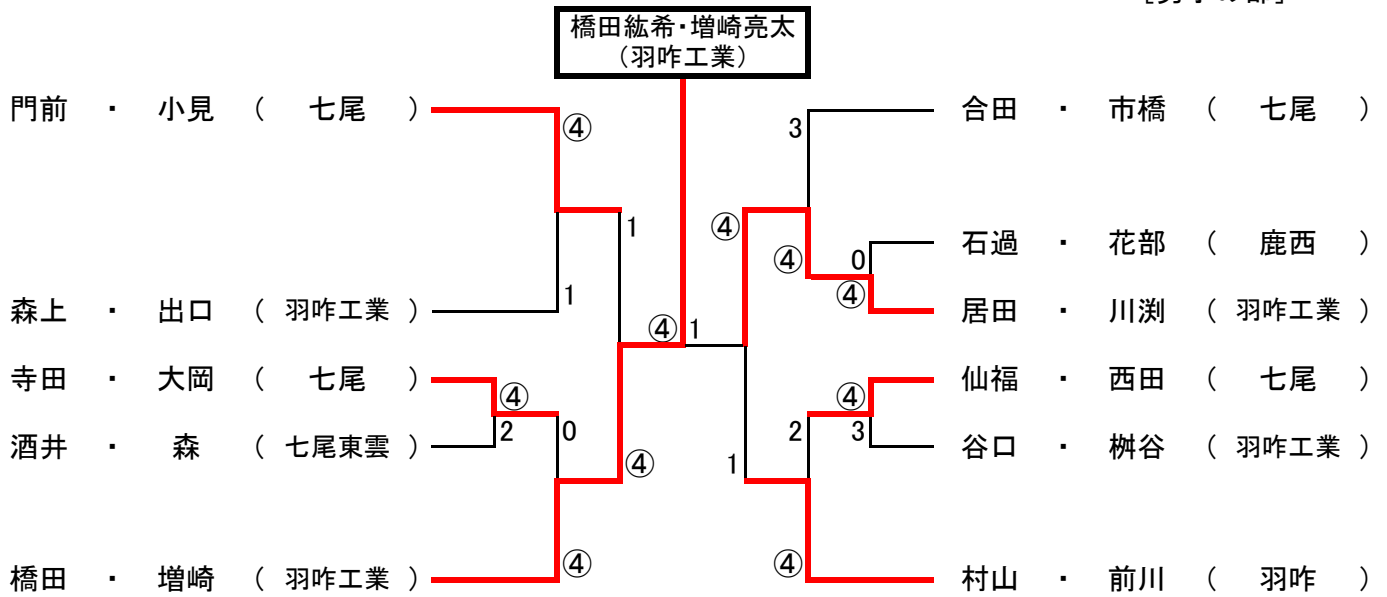 橋田紘希・増崎亮太
（羽咋工業）
門前 ・ 小見 （ 七尾 ）
④
3
合田 ・ 市橋 （ 七尾 ）
1
④
石過 ・ 花部 （ 鹿西 ）
0
④
④
森上 ・ 出口 （ 羽咋工業 ）
1
居田 ・ 川渕 （ 羽咋工業 ）
④
1
寺田 ・ 大岡 （ 七尾 ）
④
仙福 ・ 西田 （ 七尾 ）
④
酒井 ・ 森 （ 七尾東雲 ）
2
0
2
3
谷口 ・ 桝谷 （ 羽咋工業 ）
④
1
橋田 ・ 増崎 （ 羽咋工業 ）
④
④
村山 ・ 前川 （ 羽咋 ）